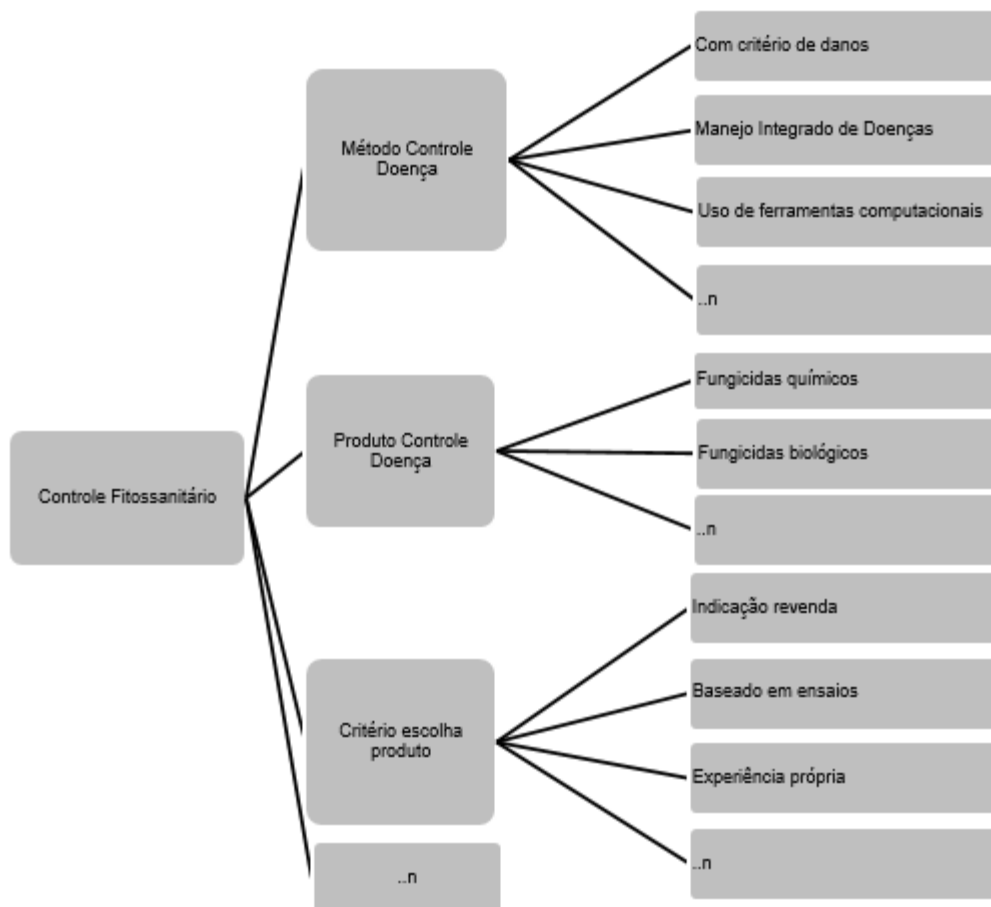 Controle Fitossanitário
Método Controle
Doença
Com critério de danos
Manejo Integrado de Doenças
Uso de ferramentas computacionais
..n
Produto Controle
Doença
Fungicidas químicos
Fungicidas biológicos
..n
Critério escolha
produto
Indicação revenda
Baseado em ensaios
Experiência própria
..n
..n